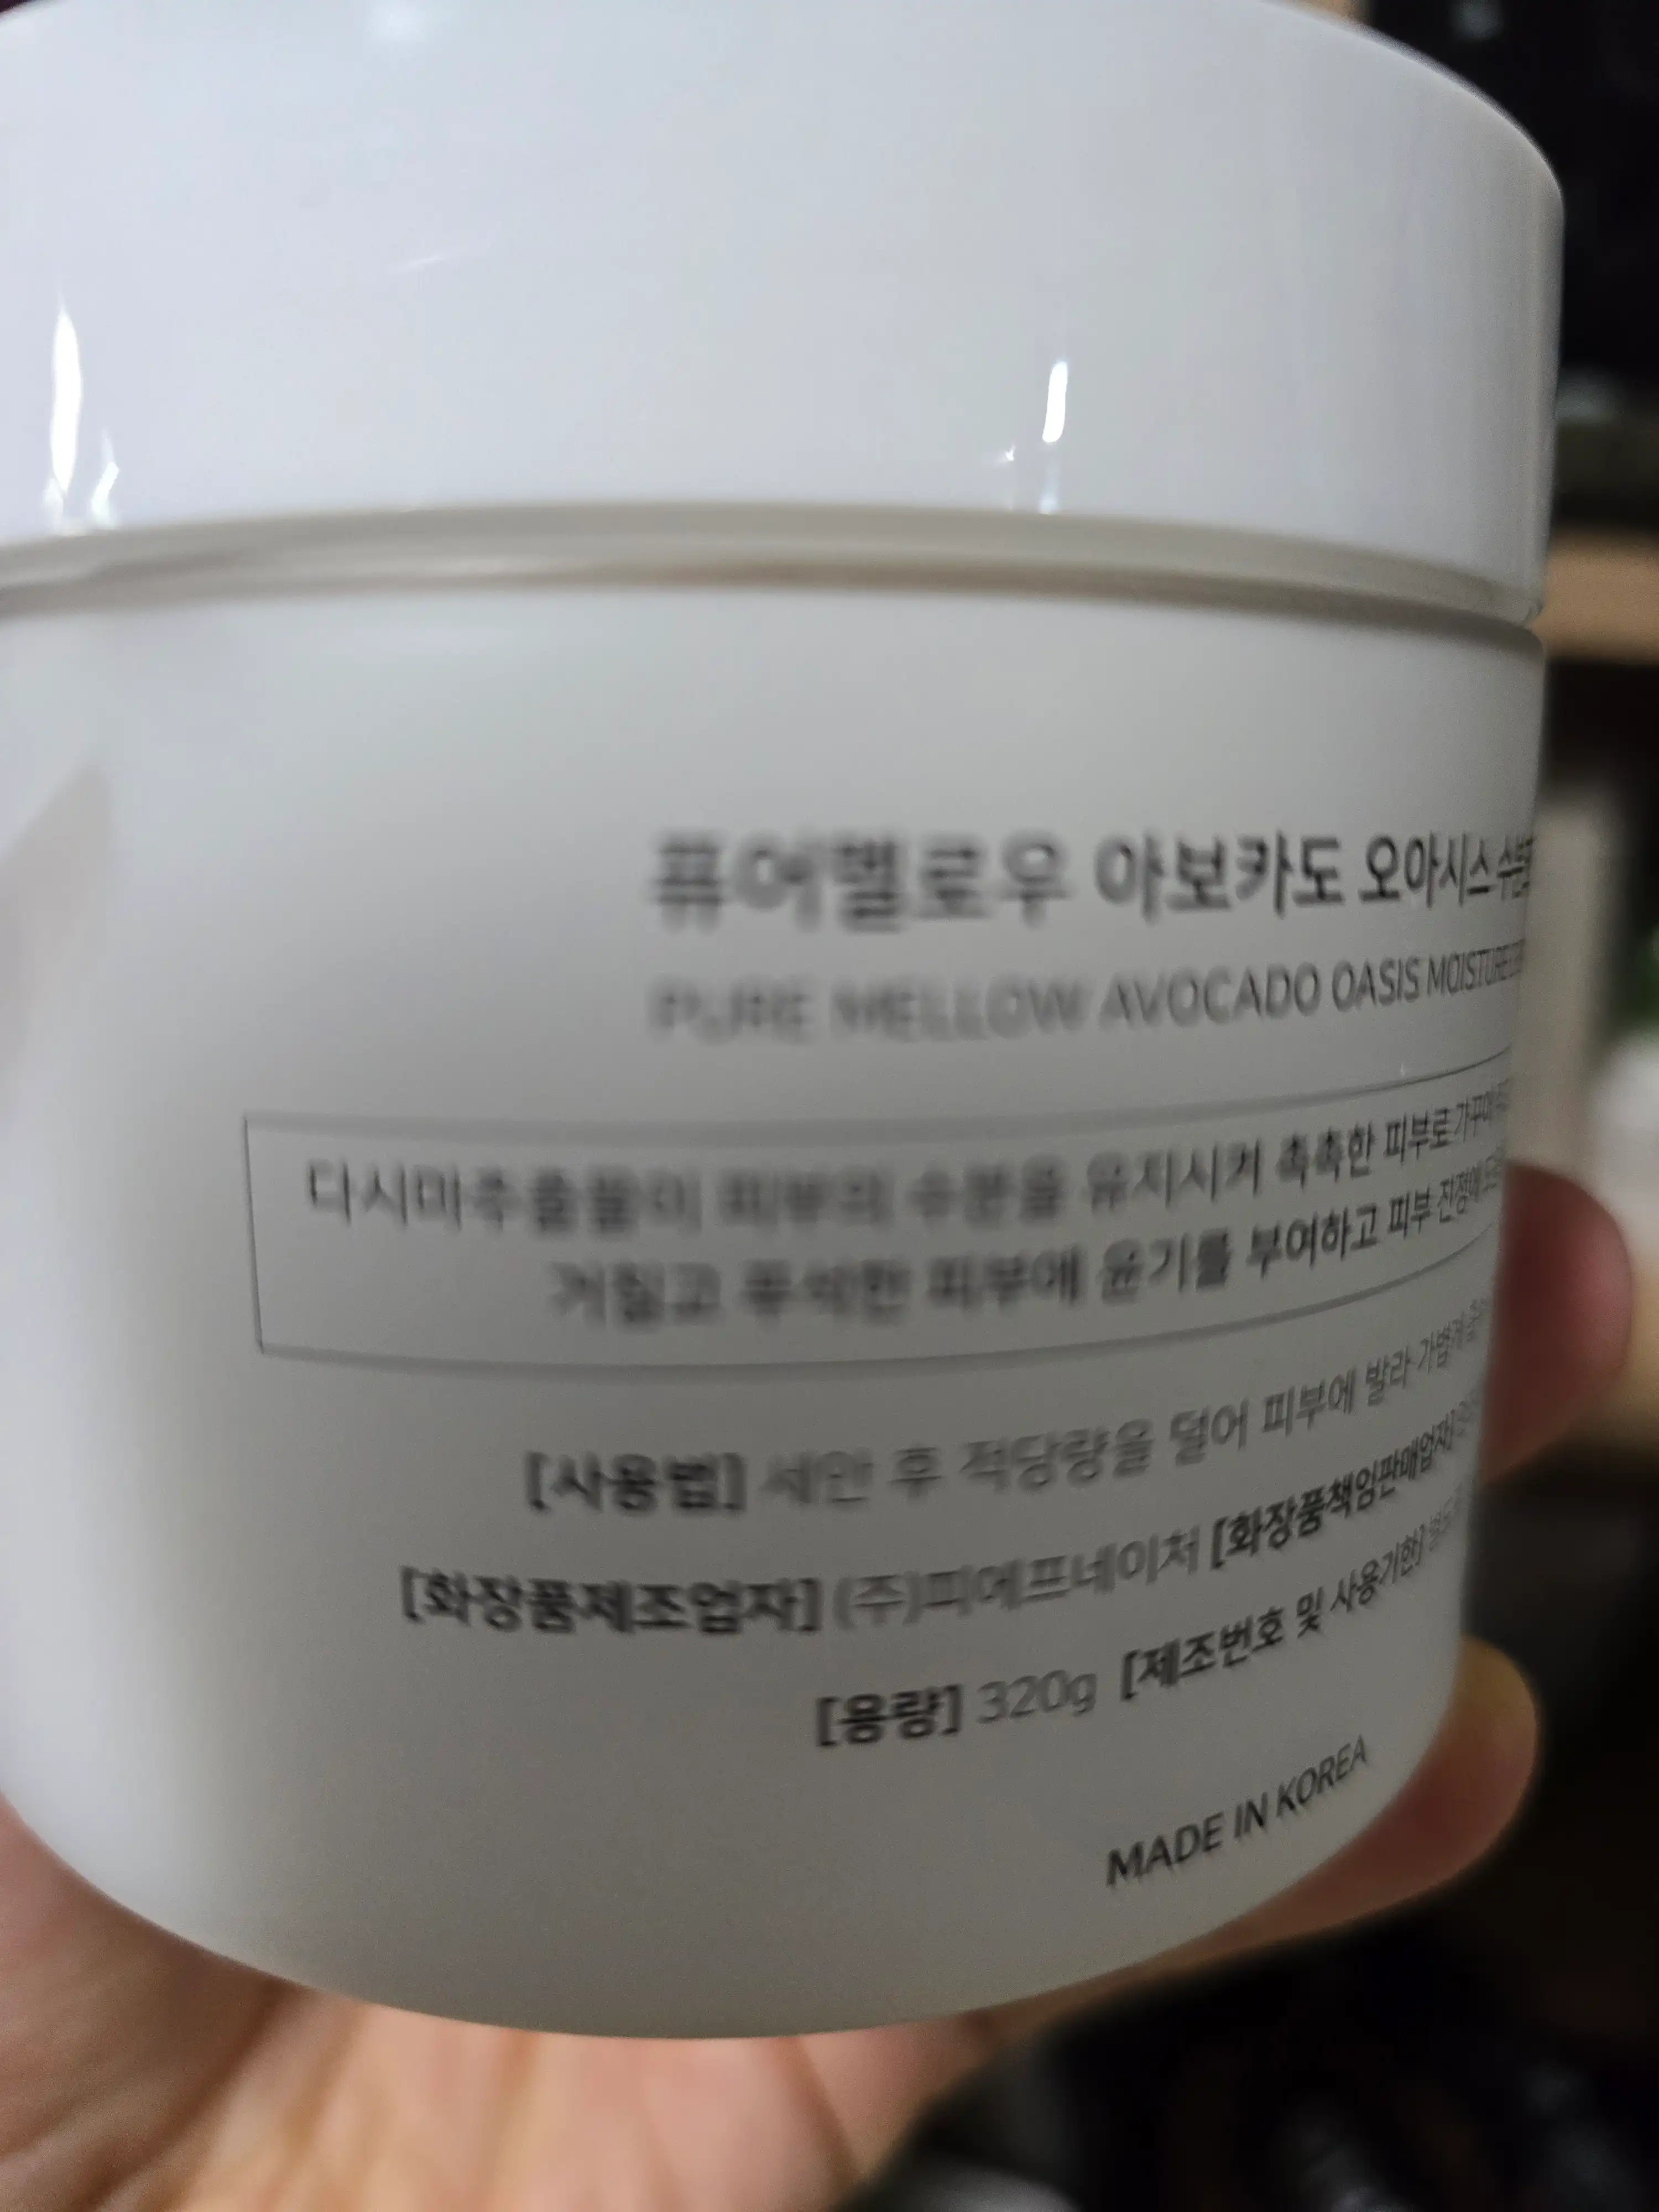 퓨어멜로우 아보카도 오아시스 수분
PURE MELLOW AVOCADO OASIS MOISTURE
다시마추출물이 피부의 수분을 유지시켜 촉촉한 피부로 가꾸어
거칠고 푸석한 피부에 윤기를 부여하고 피부 진정에
[사용법] 세안 후 적당량을 덜어 피부에 발라 가볍게
[화장품제조업자] (주)피에프네이처 [화장품책임판매업자]
[용량] 320g [제조번호 및 사용기한]
MADE IN KOREA